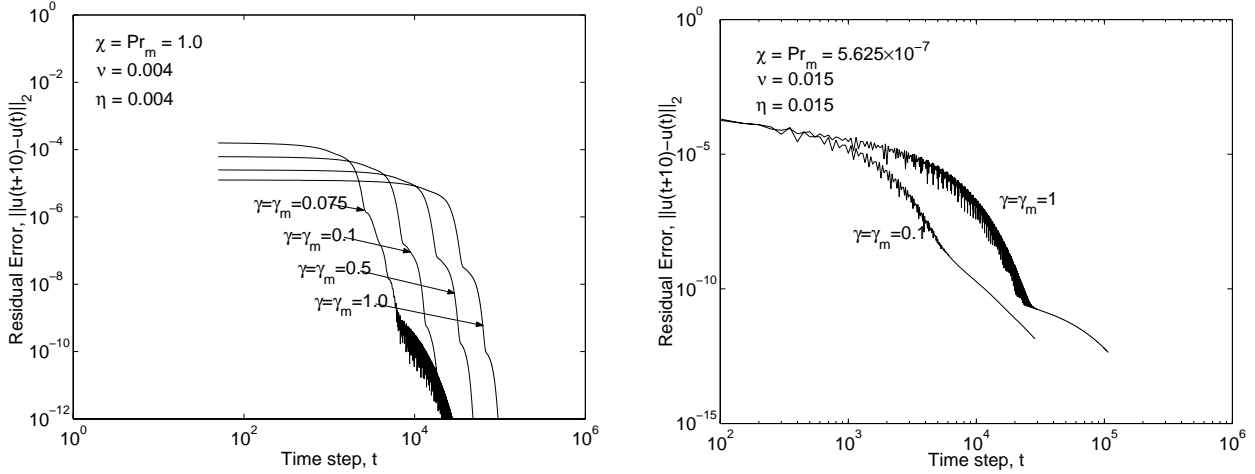 10^0
10^-2
10^-4
10^-6
10^-8
10^-10
10^-12
Residual Error, ||u(t+10)−u(t)||_2
χ = Pr_m = 1.0
ν = 0.004
η = 0.004
γ=γ_m=0.075
γ=γ_m=0.1
γ=γ_m=0.5
γ=γ_m=1.0
10^0 10^2 10^4 10^6
Time step, t
10^0
10^-5
10^-10
10^-15
Residual Error, ||u(t+10)−u(t)||_2
χ = Pr_m = 5.625×10^-7
ν = 0.015
η = 0.015
γ=γ_m=1
γ=γ_m=0.1
10^2 10^3 10^4 10^5 10^6
Time step, t